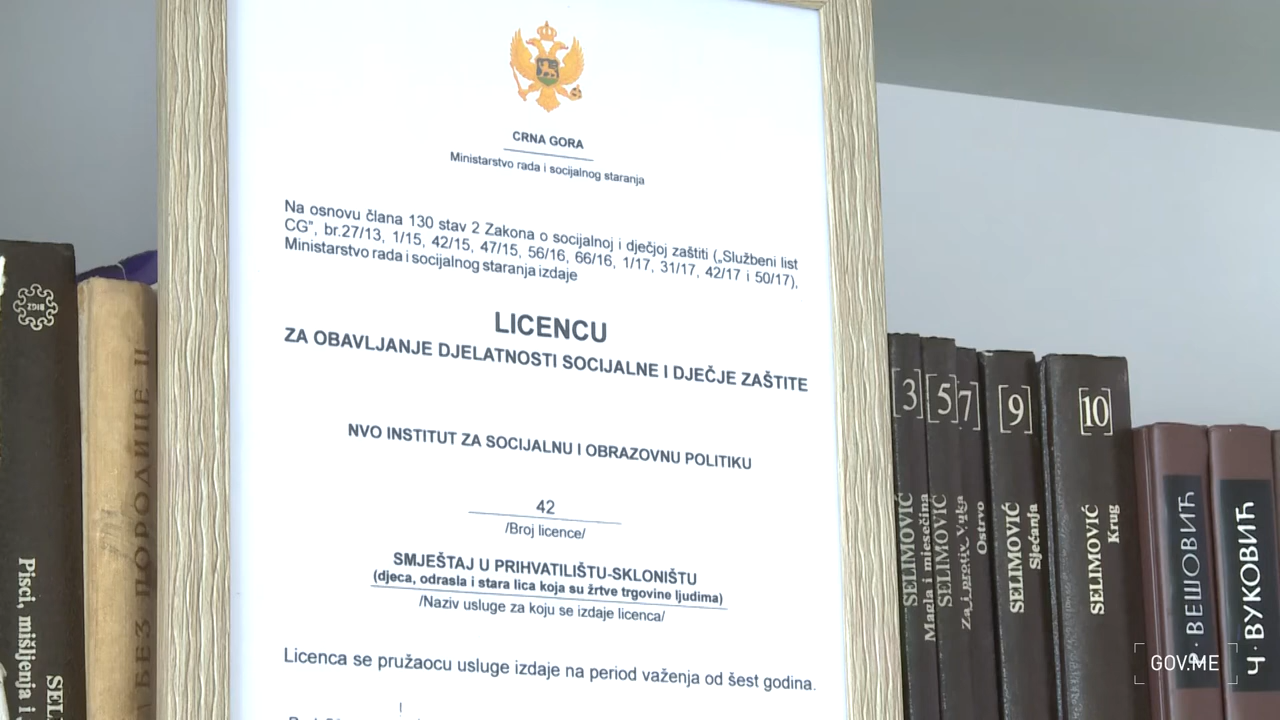 CRNA GORA
Ministarstvo rada i socijalnog staranja
Na osnovu člana 130 stav 2 Zakona o socijalnoj i dječjoj zaštiti („Službeni list
CG", br.27/13, 1/15, 42/15, 47/15, 56/16, 66/16, 1/17, 31/17, 42/17 i 50/17),
Ministarstvo rada i socijalnog staranja izdaje
LICENCU
ZA OBAVLJANJE DJELATNOSTI SOCIJALNE I DJEČJE ZAŠTITE
NVO INSTITUT ZA SOCIJALNU I OBRAZOVNU POLITIKU
42
/Broj licence/
SMJEŠTAJ U PRIHVATILIŠTU-SKLONIŠTU
(djeca, odrasla i stara lica koja su žrtve trgovine ljudima)
/Naziv usluge za koju se izdaje licenca/
Licenca se pružaocu usluge izdaje na period važenja od šest godina.
Pisci, mišljenja i
БЕЗ ПОРОДИЦЕ II
[3]
SELIMOVIĆ
Magla i mjesečina
[5]
SELIMOVIĆ
Za i protiv Vuka
7]
Ostrvo
[9]
SELIMOVIĆ
Sjećanja
[10]
SELIMOVIĆ
Krug
ВЕШОВИЋ
Ч · ВУКОВИЋ
GOV.ME